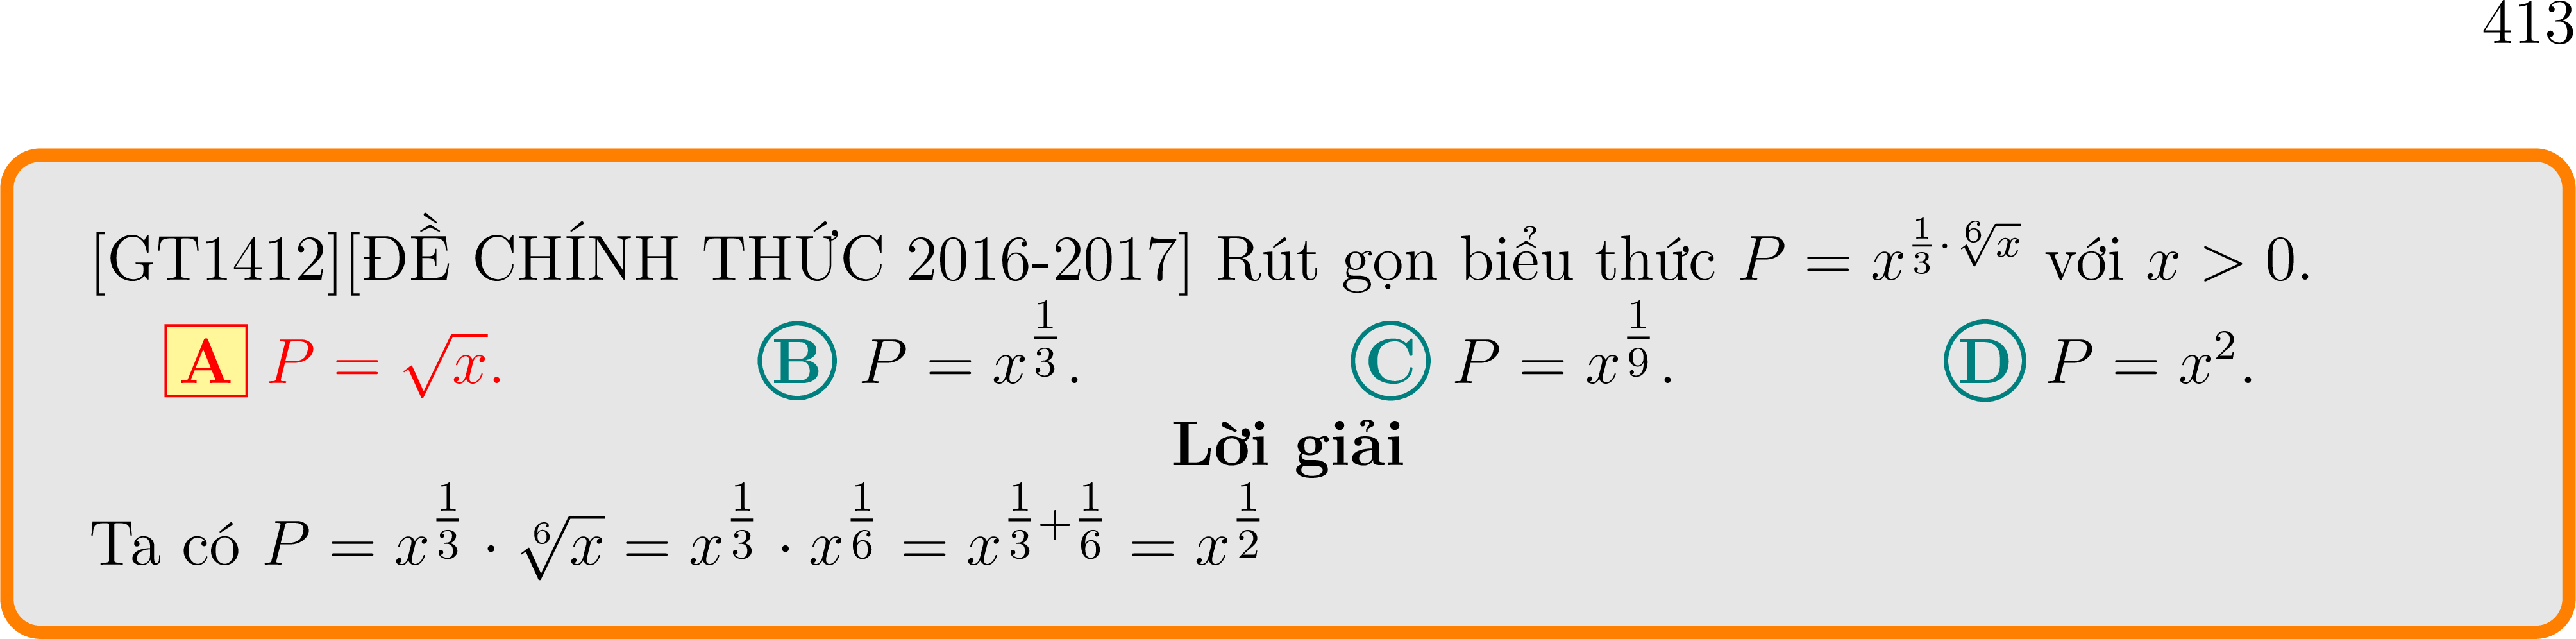 413
[GT1412][ĐỀ CHÍNH THỨC 2016-2017] Rút gọn biểu thức $P = x^{\frac{1}{3} \cdot \sqrt[6]{x}}$ với $x > 0$.
A $P = \sqrt{x}$. B $P = x^{\frac{1}{3}}$. C $P = x^{\frac{1}{9}}$. D $P = x^2$.
Lời giải
Ta có $P = x^{\frac{1}{3}} \cdot \sqrt[6]{x} = x^{\frac{1}{3}} \cdot x^{\frac{1}{6}} = x^{\frac{1}{3}+\frac{1}{6}} = x^{\frac{1}{2}}$